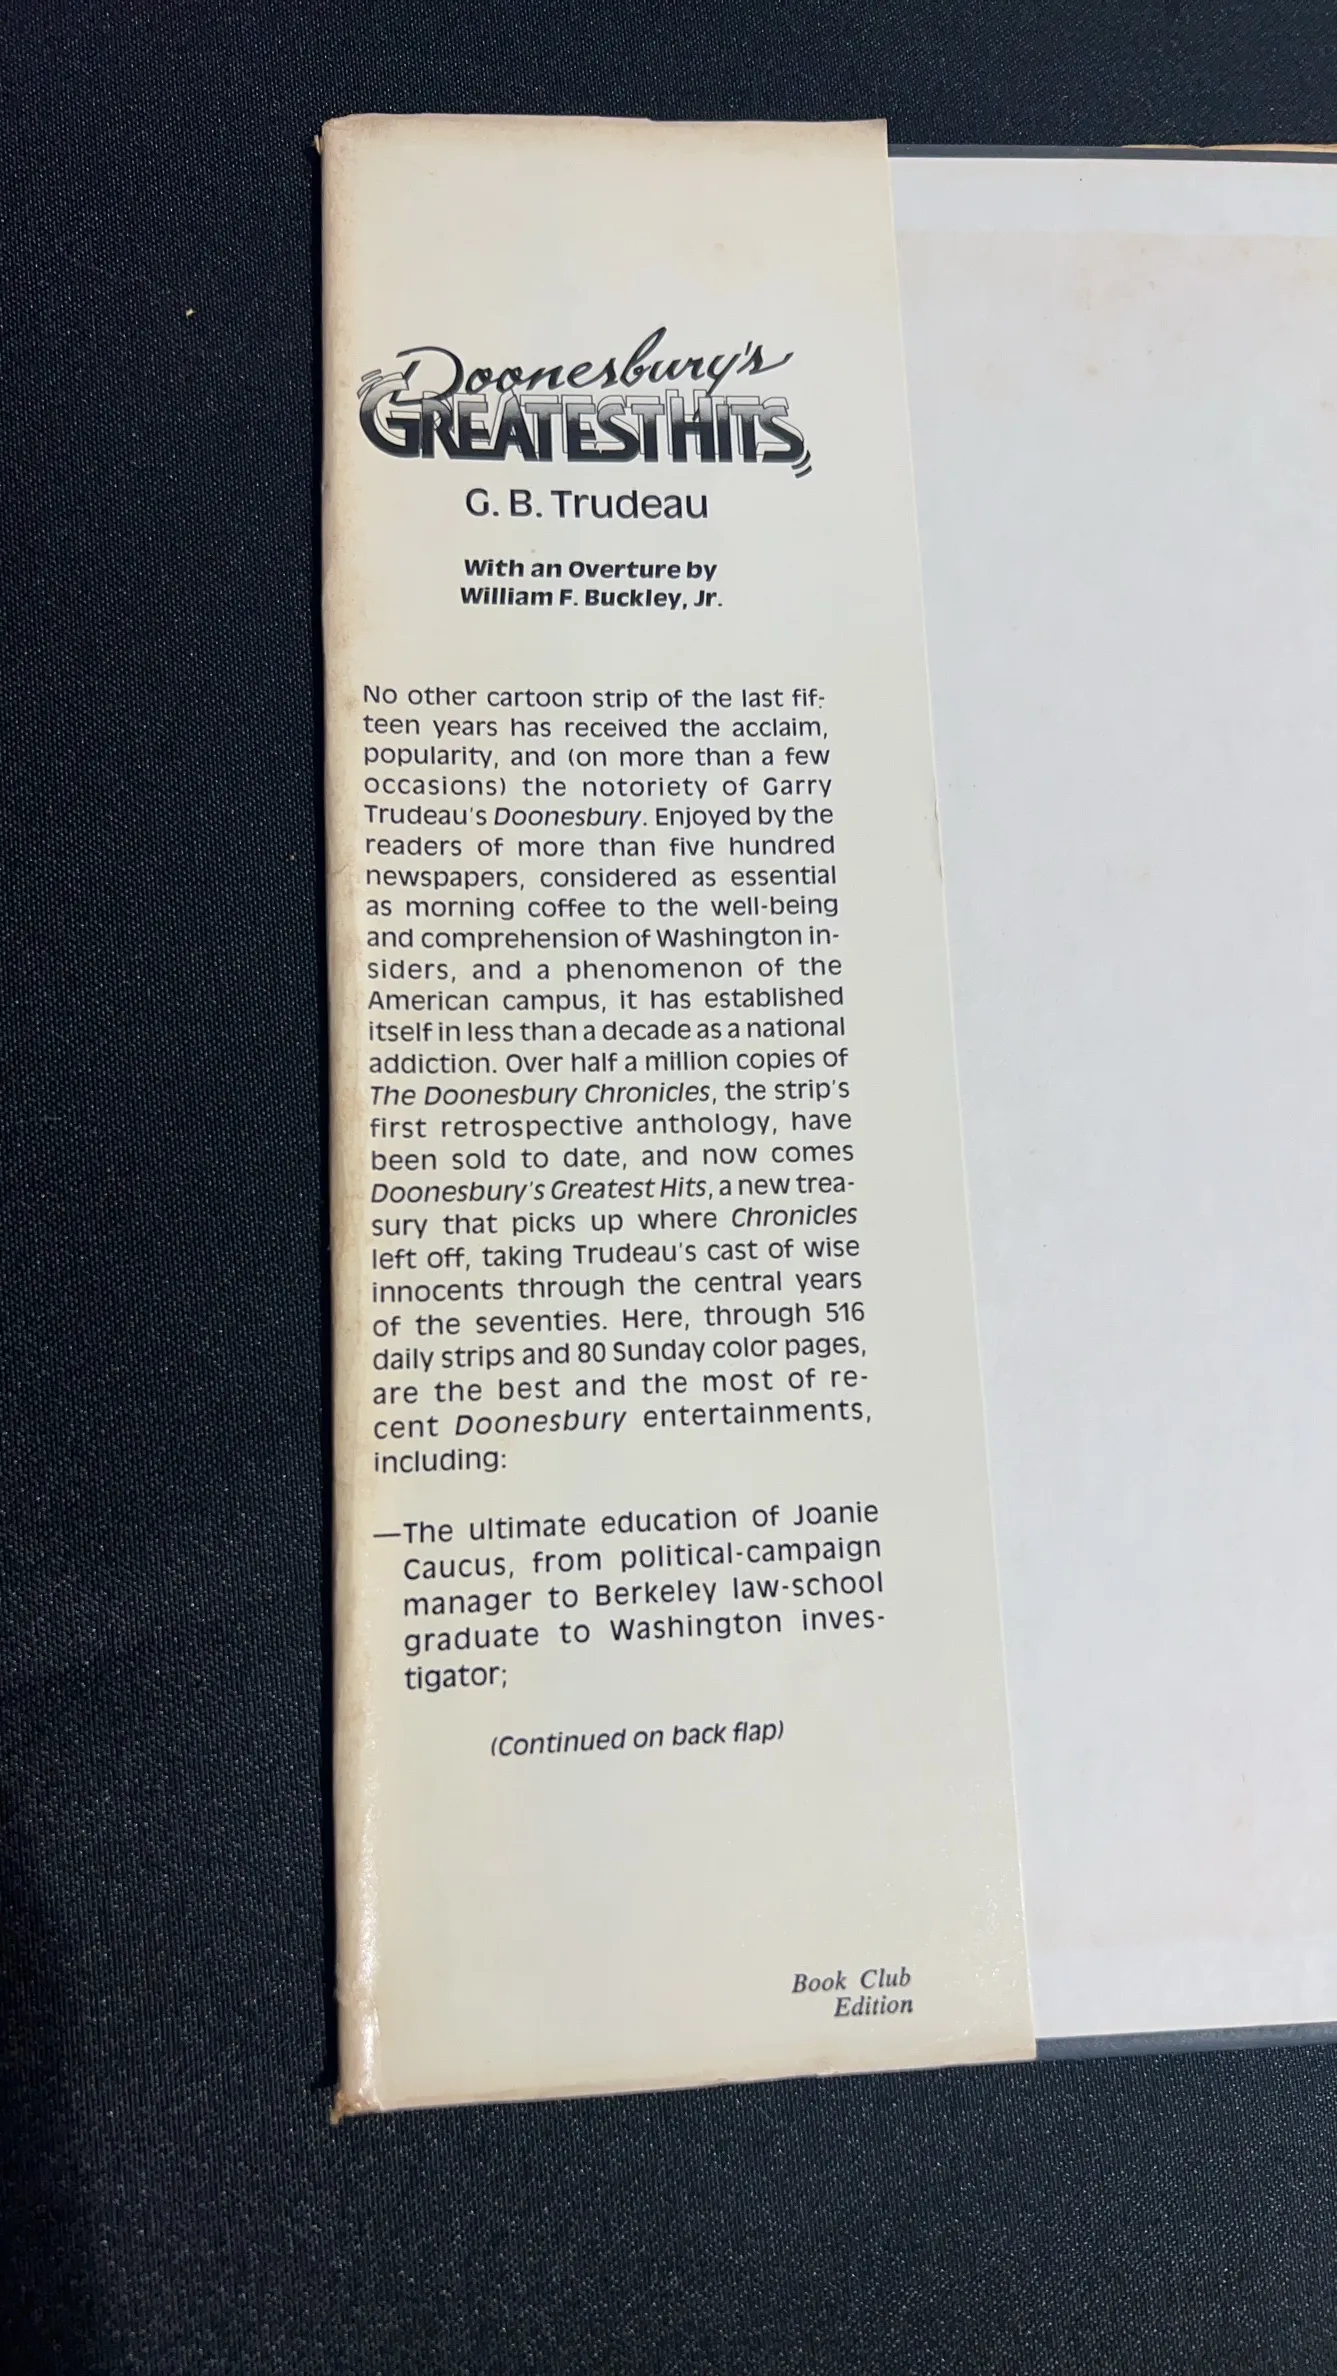 Doonesbury's
GREATEST HITS
G. B. Trudeau
With an Overture by
William F. Buckley, Jr.
No other cartoon strip of the last fif-
teen years has received the acclaim,
popularity, and (on more than a few
occasions) the notoriety of Garry
Trudeau's Doonesbury. Enjoyed by the
readers of more than five hundred
newspapers, considered as essential
as morning coffee to the well-being
and comprehension of Washington in-
siders, and a phenomenon of the
American campus, it has established
itself in less than a decade as a national
addiction. Over half a million copies of
The Doonesbury Chronicles, the strip's
first retrospective anthology, have
been sold to date, and now comes
Doonesbury's Greatest Hits, a new trea-
sury that picks up where Chronicles
left off, taking Trudeau's cast of wise
innocents through the central years
of the seventies. Here, through 516
daily strips and 80 Sunday color pages,
are the best and the most of re-
cent Doonesbury entertainments,
including:
—The ultimate education of Joanie
Caucus, from political-campaign
manager to Berkeley law-school
graduate to Washington inves-
tigator;
(Continued on back flap)
Book Club
Edition